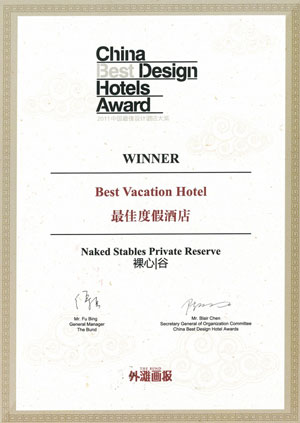 China
Best Design
Hotels
Award
2011中国最佳设计酒店大奖
WINNER
Best Vacation Hotel
最佳度假酒店
Naked Stables Private Reserve
裸心|谷
Mr. Fu Bing
General Manager
The Bund
Mr. Blair Chen
Secretary General of Organization Committee
China Best Design Hotel Awards
THE BUND
外滩画报